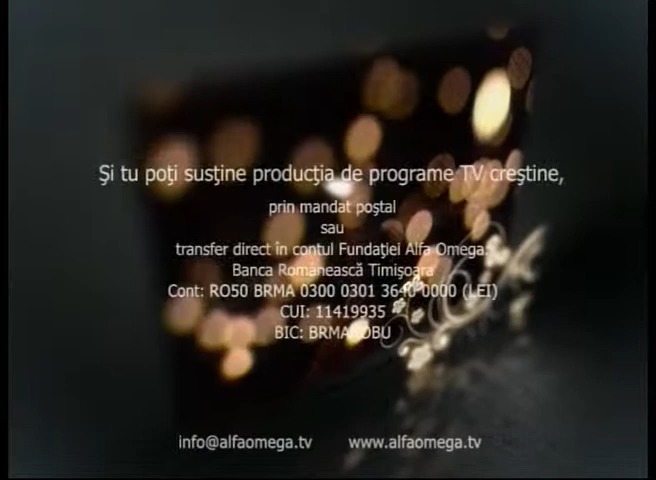 Şi tu poţi susţine producţia de programe TV creştine,
prin mandat poştal
sau
transfer direct în contul Fundaţiei Alfa Omega:
Banca Românească Timişoara
Cont: RO50 BRMA 0300 0301 3640 0000 (LEI)
CUI: 11419935
BIC: BRMAROBU
info@alfaomega.tv www.alfaomega.tv